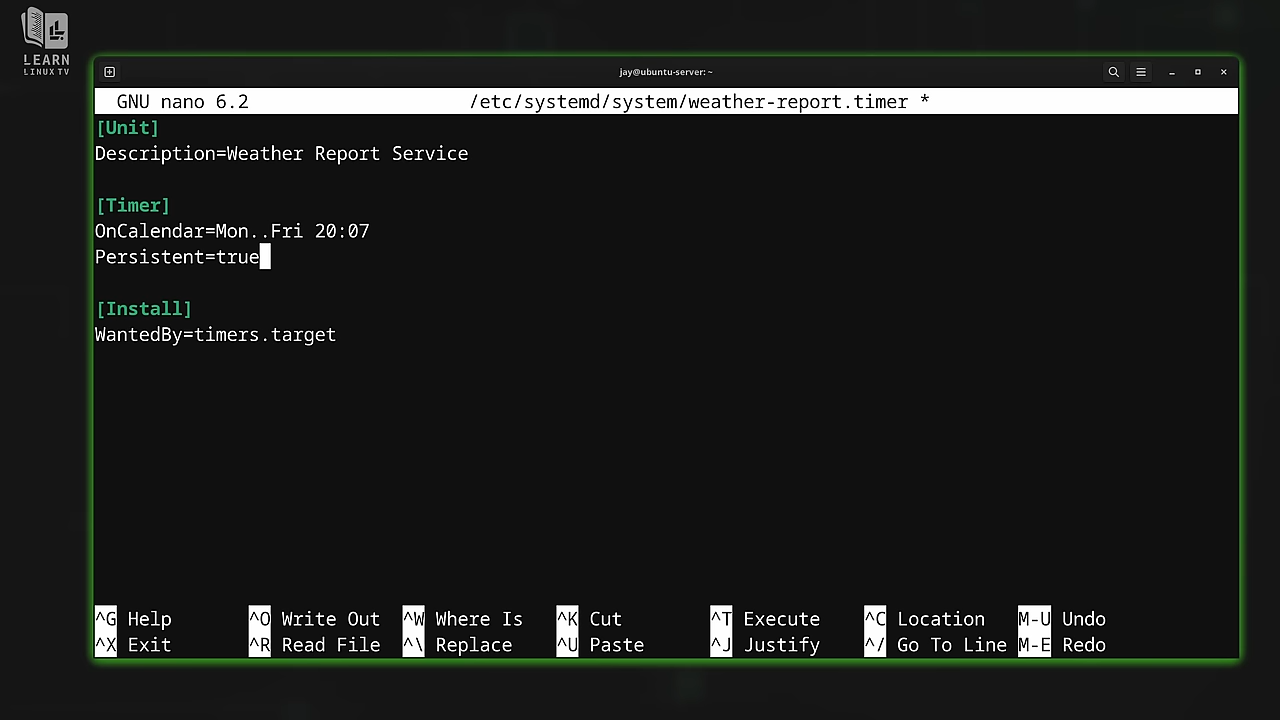 LEARN
LINUX TV
jay@ubuntu-server: ~
GNU nano 6.2 /etc/systemd/system/weather-report.timer *
[Unit]
Description=Weather Report Service
[Timer]
OnCalendar=Mon..Fri 20:07
Persistent=true
[Install]
WantedBy=timers.target
^G Help ^O Write Out ^W Where Is ^K Cut ^T Execute ^C Location M-U Undo
^X Exit ^R Read File ^\ Replace ^U Paste ^J Justify ^/ Go To Line M-E Redo